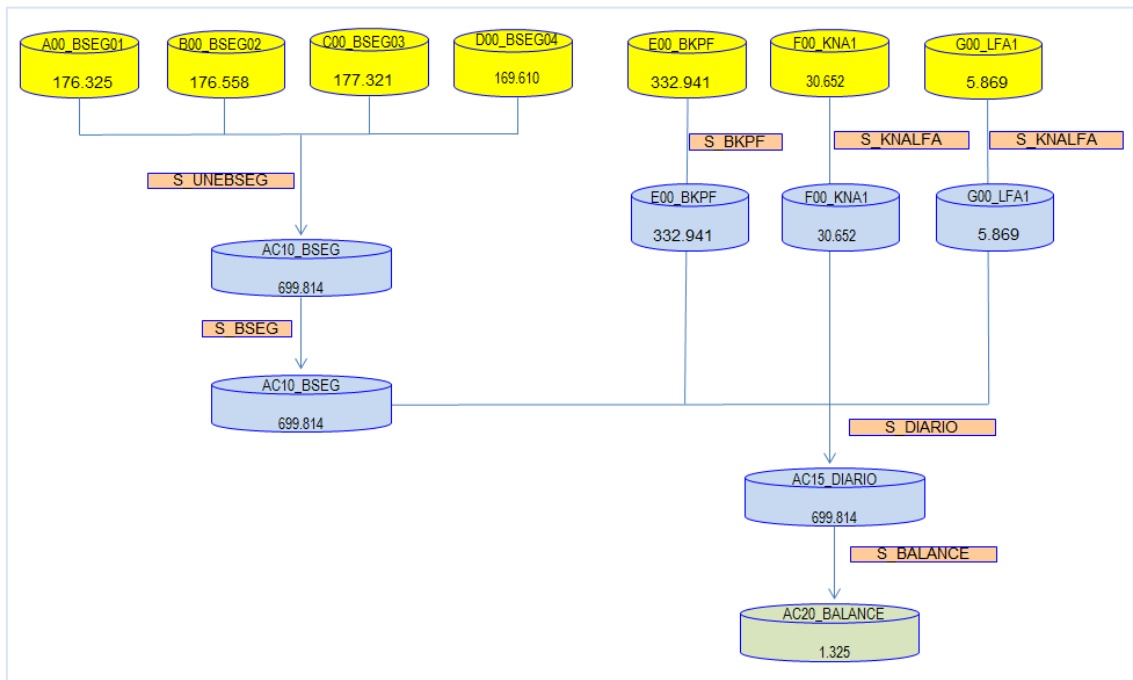 A00_BSEG01
176.325
B00_BSEG02
176.558
C00_BSEG03
177.321
D00_BSEG04
169.610
E00_BKPF
332.941
F00_KNA1
30.652
G00_LFA1
5.869
S_BKPF
S_KNALFA
S_KNALFA
S_UNEBSEG
E00_BKPF
332.941
F00_KNA1
30.652
G00_LFA1
5.869
AC10_BSEG
699.814
S_BSEG
AC10_BSEG
699.814
S_DIARIO
AC15_DIARIO
699.814
S_BALANCE
AC20_BALANCE
1.325